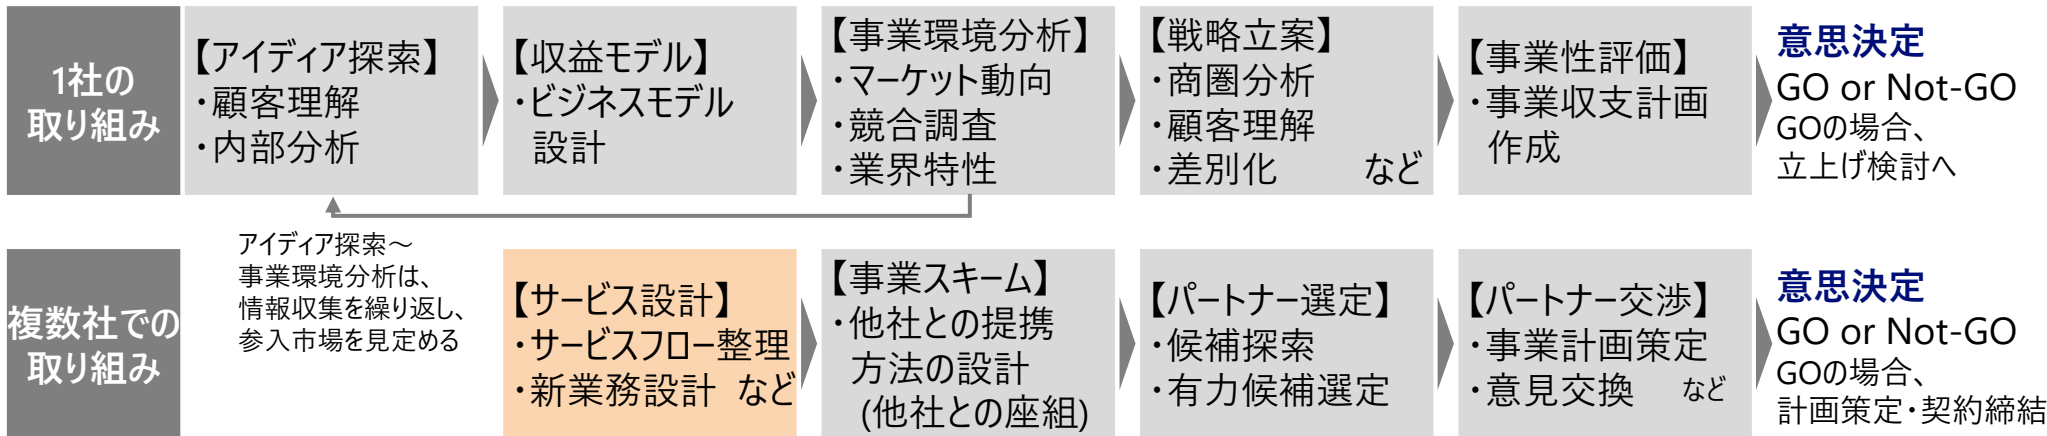 1社の
取り組み
【アイディア探索】
・顧客理解
・内部分析
【収益モデル】
・ビジネスモデル
設計
【事業環境分析】
・マーケット動向
・競合調査
・業界特性
【戦略立案】
・商圏分析
・顧客理解
・差別化 など
【事業性評価】
・事業収支計画
作成
意思決定
GO or Not-GO
GOの場合、
立上げ検討へ
アイディア探索～
事業環境分析は、
情報収集を繰り返し、
参入市場を見定める
複数社での
取り組み
【サービス設計】
・サービスフロー整理
・新業務設計 など
【事業スキーム】
・他社との提携
方法の設計
(他社との座組)
【パートナー選定】
・候補探索
・有力候補選定
【パートナー交渉】
・事業計画策定
・意見交換 など
意思決定
GO or Not-GO
GOの場合、
計画策定・契約締結